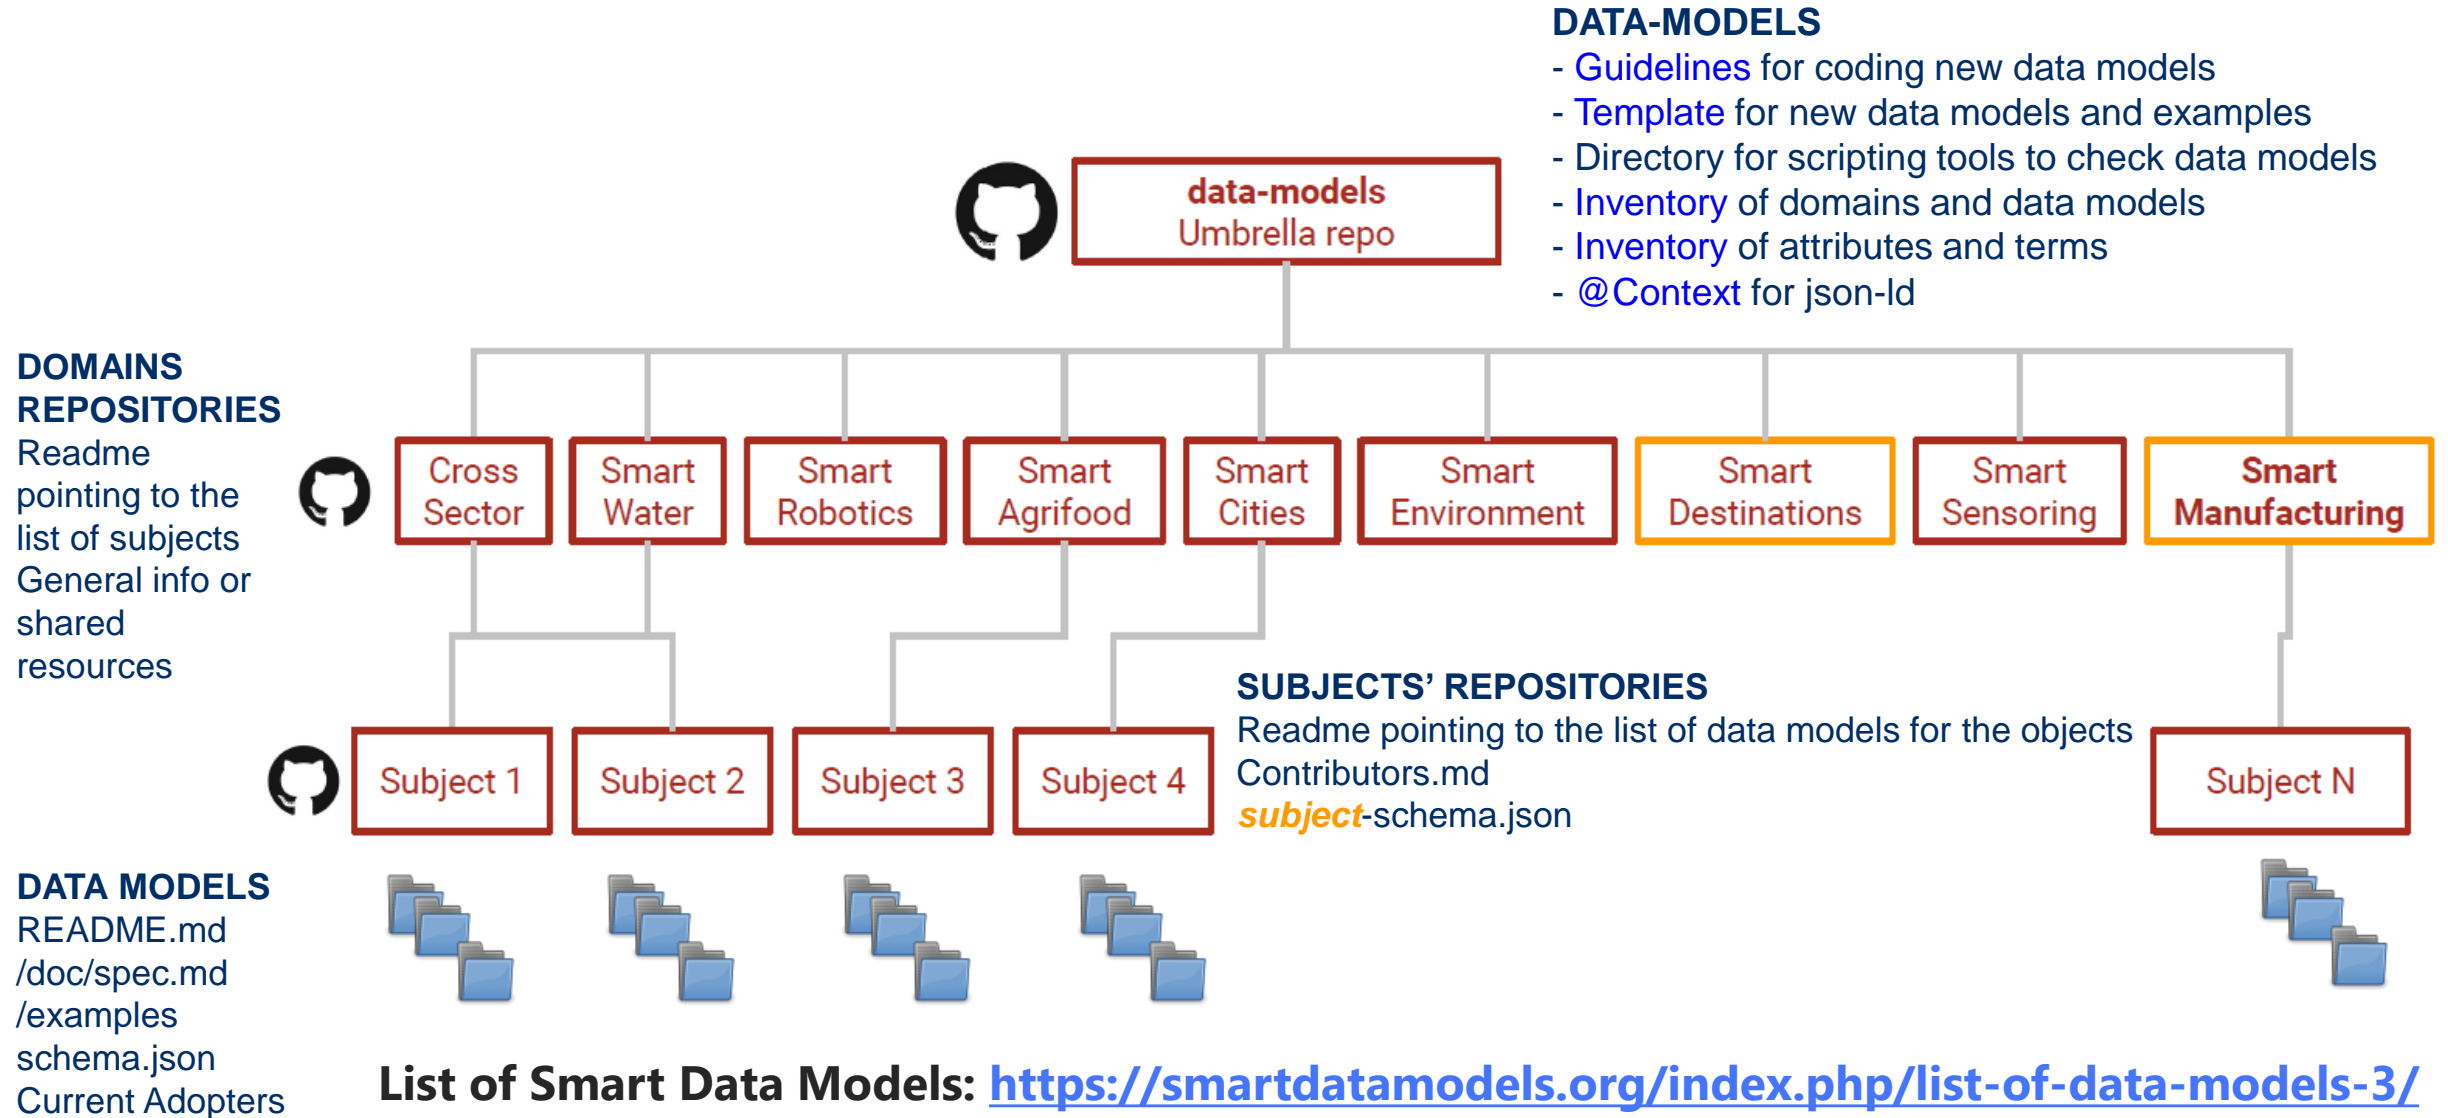 DATA-MODELS
- Guidelines for coding new data models
- Template for new data models and examples
- Directory for scripting tools to check data models
- Inventory of domains and data models
- Inventory of attributes and terms
- @Context for json-ld
data-models
Umbrella repo
DOMAINS
REPOSITORIES
Readme
pointing to the
list of subjects
General info or
shared
resources
Cross
Sector
Smart
Water
Smart
Robotics
Smart
Agrifood
Smart
Cities
Smart
Environment
Smart
Destinations
Smart
Sensoring
Smart
Manufacturing
SUBJECTS’ REPOSITORIES
Readme pointing to the list of data models for the objects
Contributors.md
subject-schema.json
Subject 1
Subject 2
Subject 3
Subject 4
Subject N
DATA MODELS
README.md
/doc/spec.md
/examples
schema.json
Current Adopters
List of Smart Data Models: https://smartdatamodels.org/index.php/list-of-data-models-3/